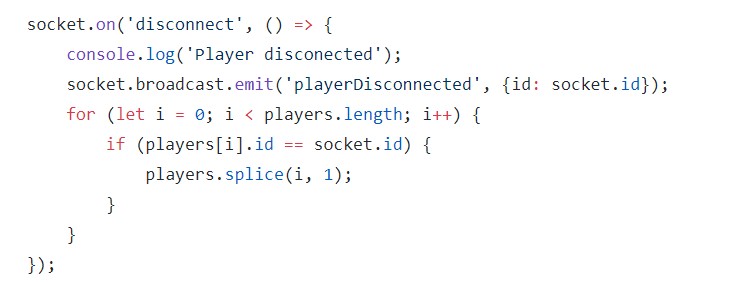 socket.on('disconnect', () => {
    console.log('Player disconected');
    socket.broadcast.emit('playerDisconnected', {id: socket.id});
    for (let i = 0; i < players.length; i++) {
        if (players[i].id == socket.id) {
            players.splice(i, 1);
        }
    }
});